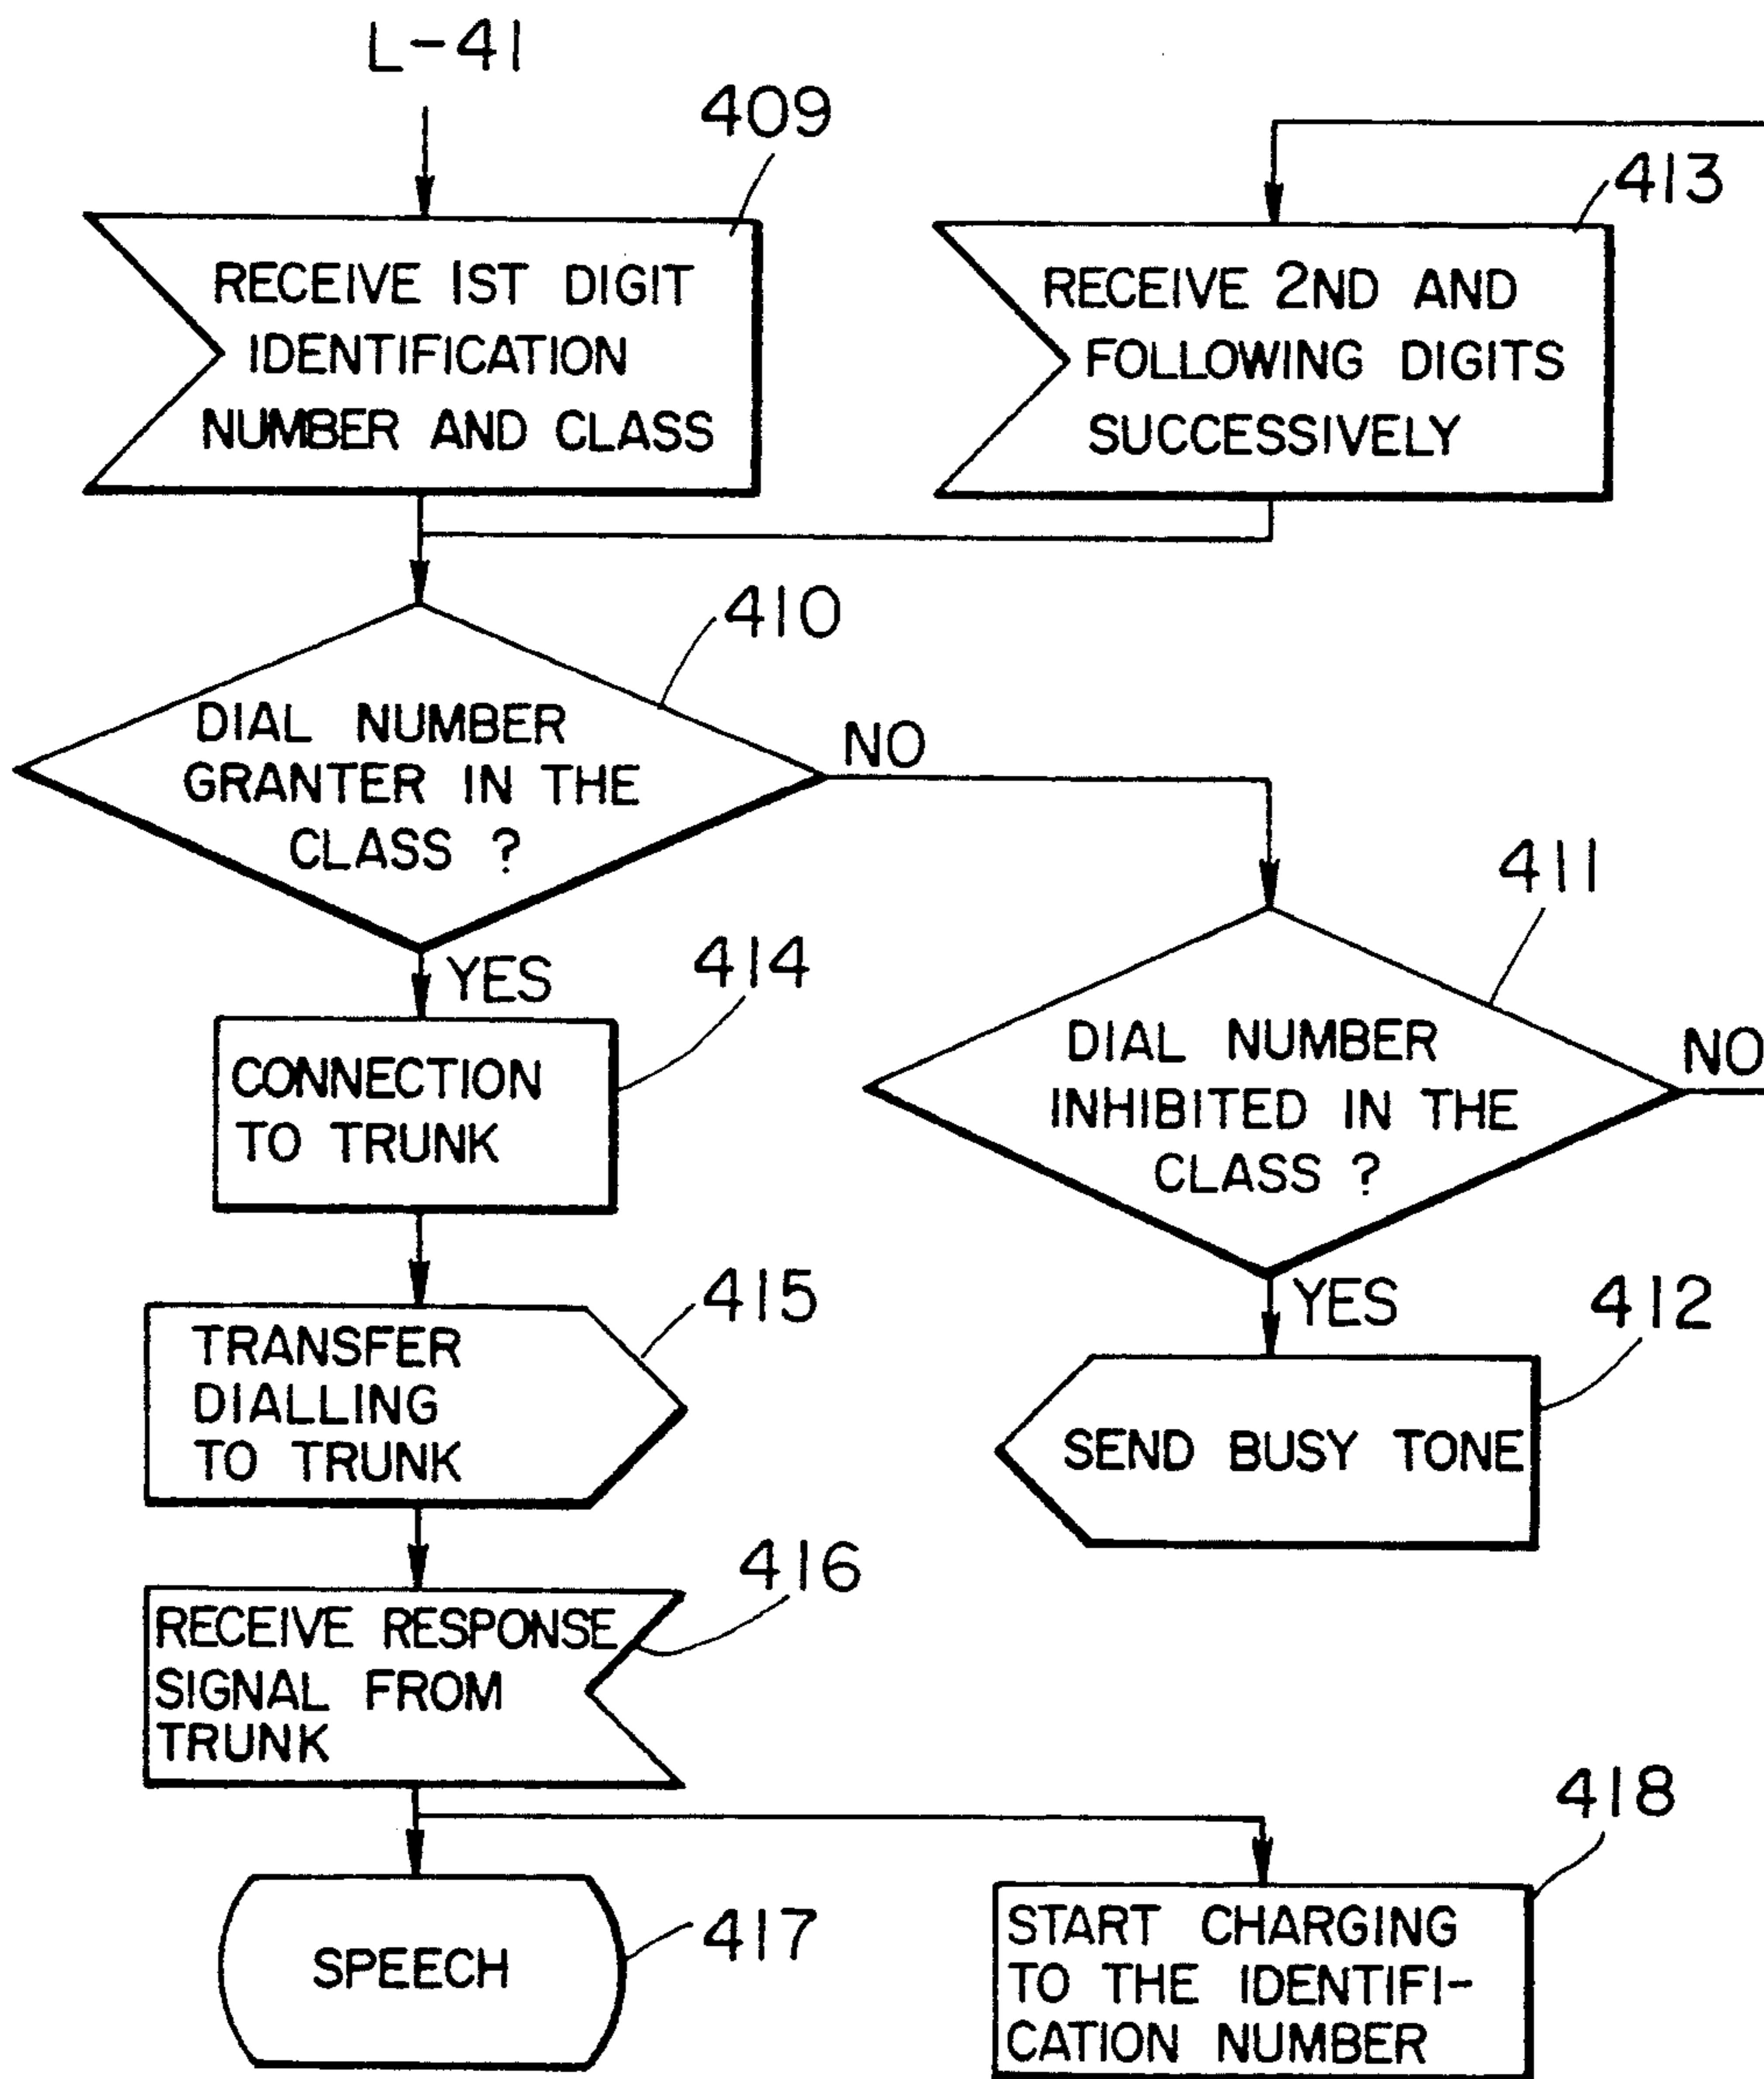 L-41
409
RECEIVE 1ST DIGIT
IDENTIFICATION
NUMBER AND CLASS
413
RECEIVE 2ND AND
FOLLOWING DIGITS
SUCCESSIVELY
410
DIAL NUMBER
GRANTER IN THE
CLASS ?
NO
YES
411
DIAL NUMBER
INHIBITED IN THE
CLASS ?
NO
YES
412
SEND BUSY TONE
414
CONNECTION
TO TRUNK
415
TRANSFER
DIALLING
TO TRUNK
416
RECEIVE RESPONSE
SIGNAL FROM
TRUNK
417
SPEECH
418
START CHARGING
TO THE IDENTIFI-
CATION NUMBER